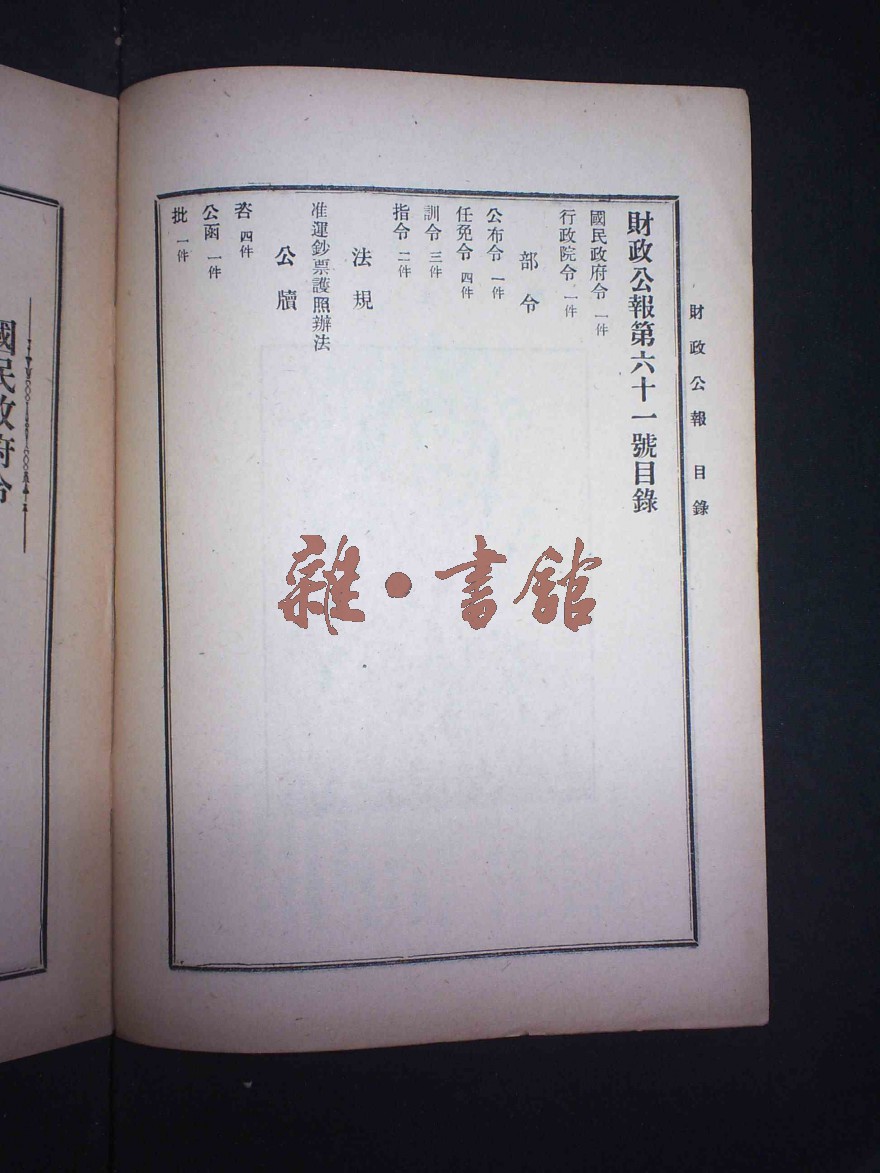 財政公報 目錄
財政公報第六十一號目錄
國民政府令 一件
行政院令 一件
部令
公布令 一件
任免令 四件
訓令 三件
指令 二件
法規
准運鈔票護照辦法
公牘
咨 四件
公函 一件
批 一件
國民政府令
雜·書館